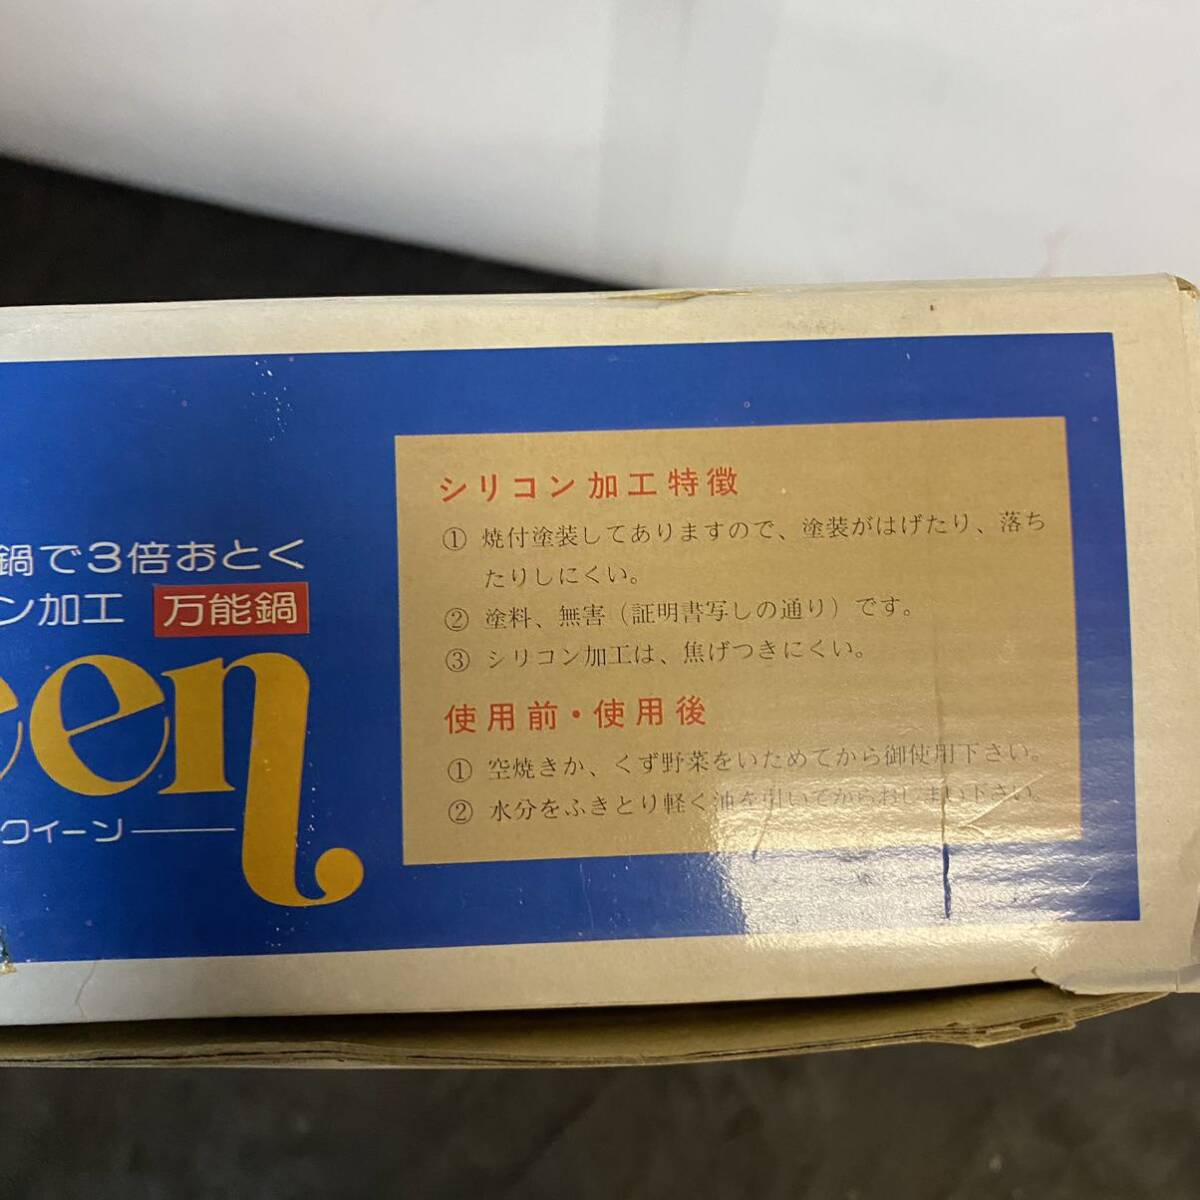 鍋で3倍おとく
ン加工 万能鍋
een
クィーン
シリコン加工特徴
① 焼付塗装してありますので、塗装がはげたり、落ち
たりしにくい。
② 塗料、無害（証明書写しの通り）です。
③ シリコン加工は、焦げつきにくい。
使用前・使用後
① 空焼きか、くず野菜をいためてから御使用下さい。
② 水分をふきとり軽く油を引いてからおしまい下さい。